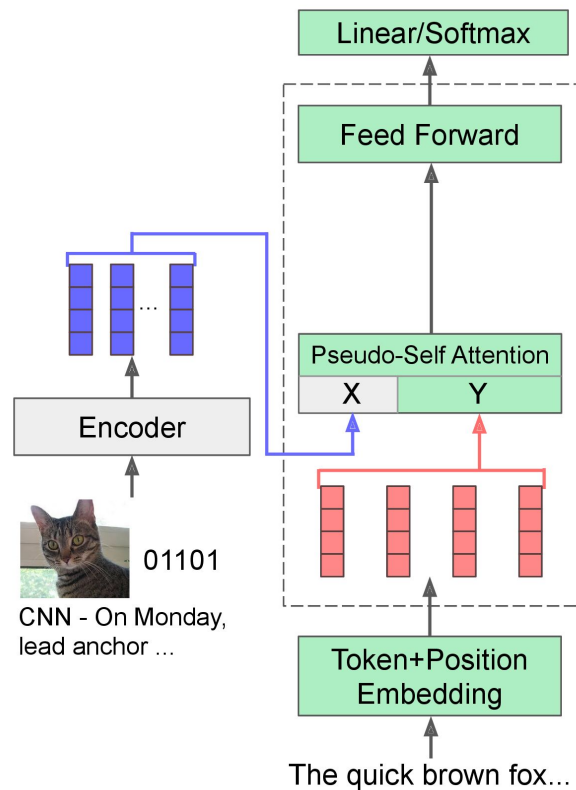 Linear/Softmax
Feed Forward
...
Pseudo-Self Attention
X
Y
Encoder
01101
CNN - On Monday,
lead anchor ...
Token+Position
Embedding
The quick brown fox...